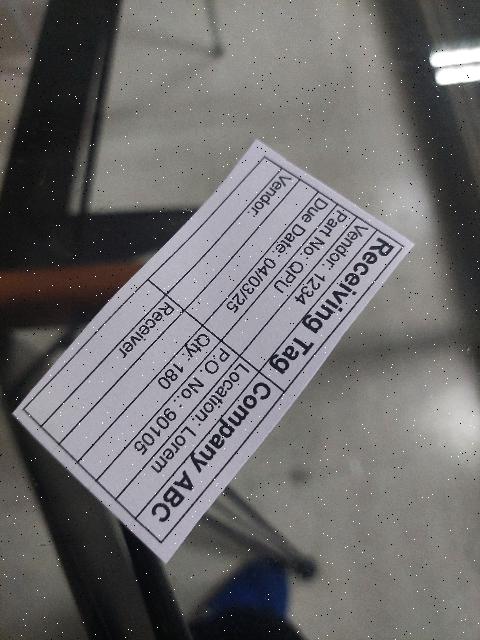 Receiving Tag Company ABC
Vendor: 1234 Location: Lorem
Part No: QPU P.O. No.: 90105
Due Date: 04/03/25 Qty: 180
Vendor: Receiver